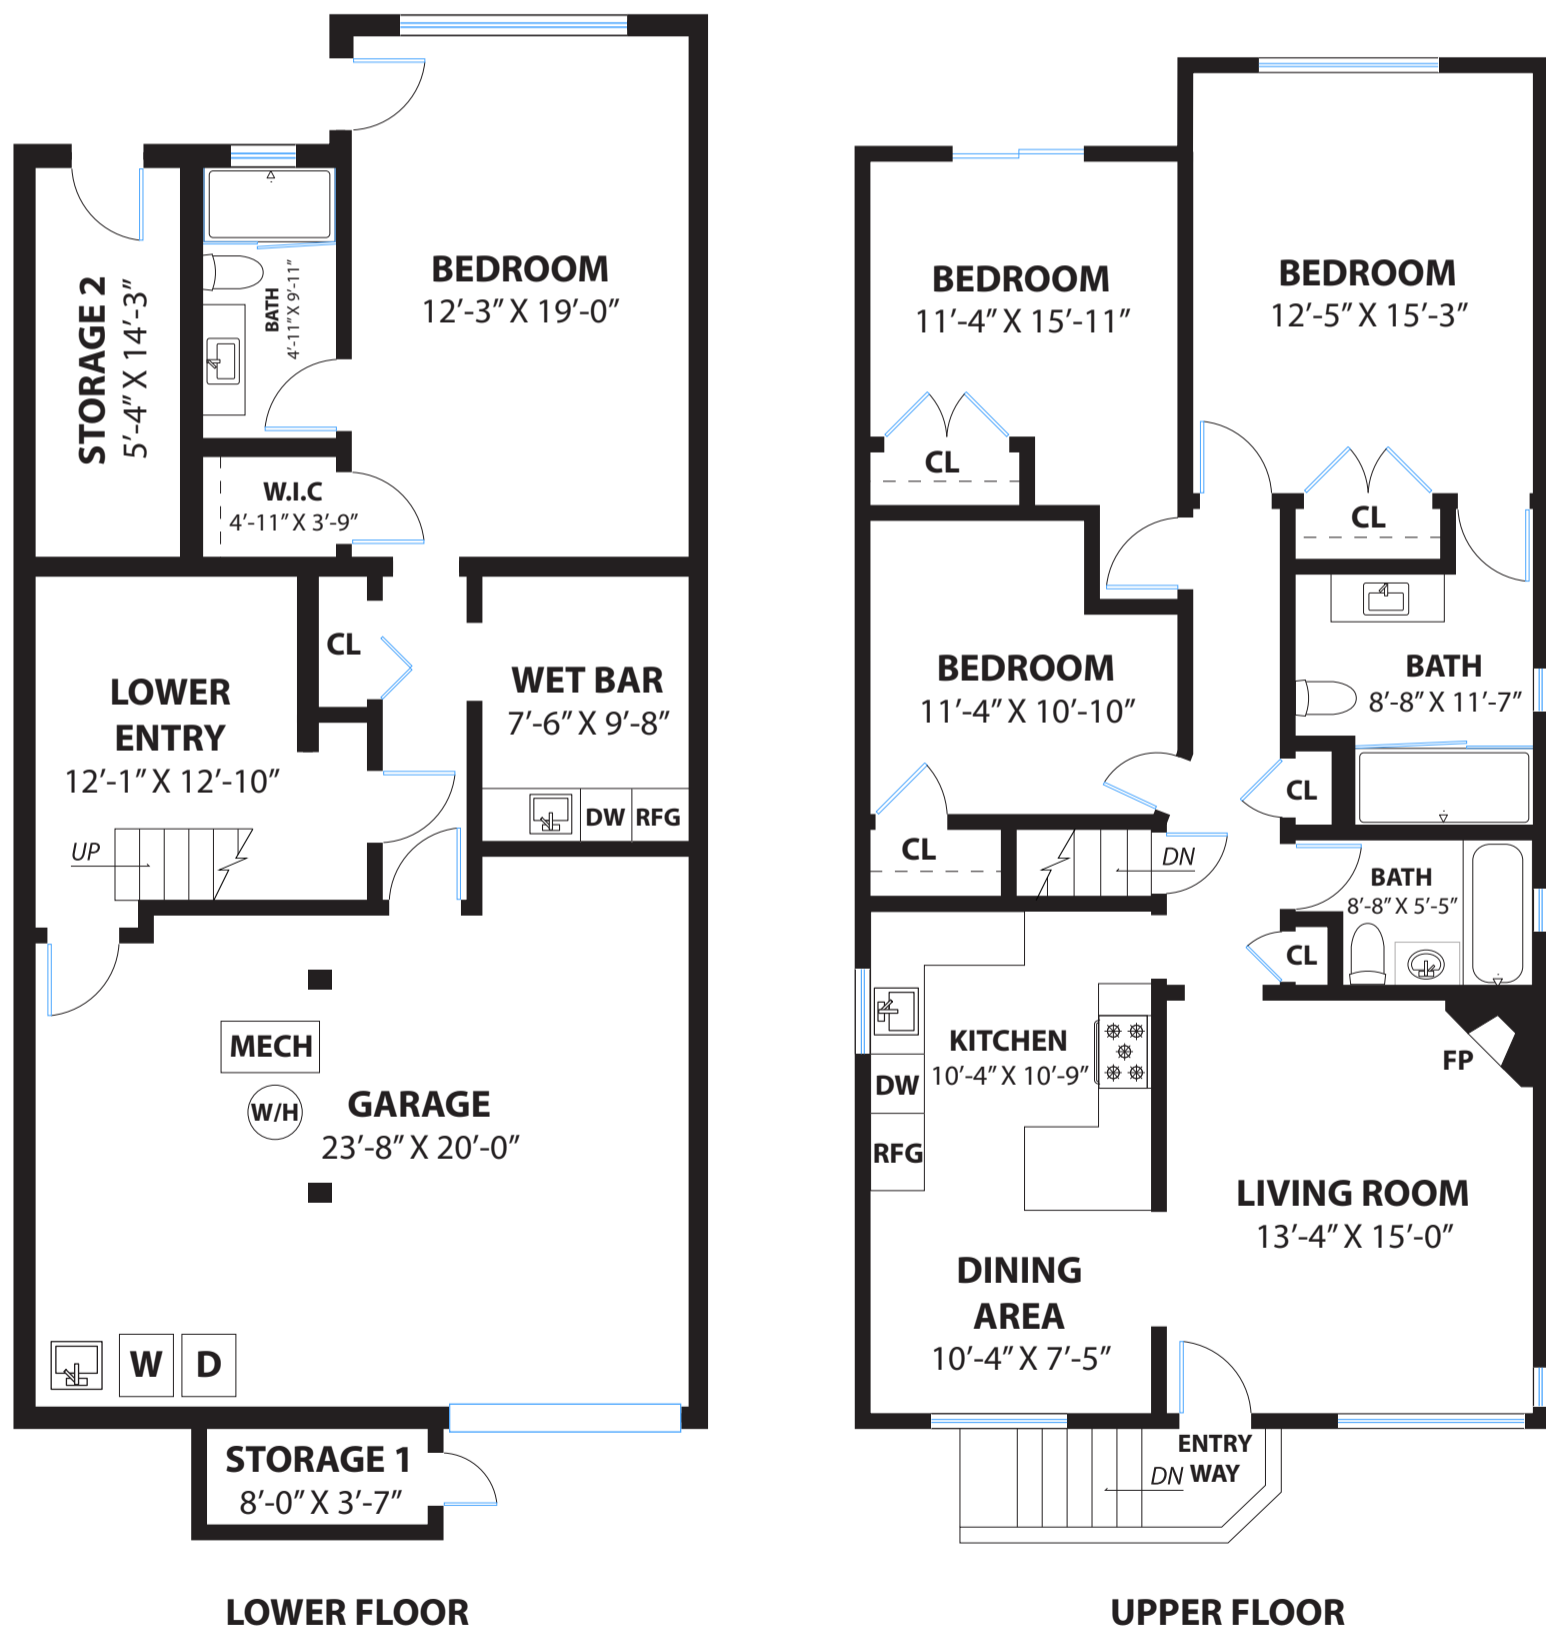 BEDROOM
12′-3″ X 19′-0″
STORAGE 2
5′-4″ X 14′-3″
BATH
4′-11″ X 9′-11″
W.I.C
4′-11″ X 3′-9″
CL
LOWER
ENTRY
12′-1″ X 12′-10″
UP
WET BAR
7′-6″ X 9′-8″
DW
RFG
MECH
W/H
GARAGE
23′-8″ X 20′-0″
W
D
STORAGE 1
8′-0″ X 3′-7″
LOWER FLOOR
BEDROOM
11′-4″ X 15′-11″
CL
BEDROOM
12′-5″ X 15′-3″
CL
BEDROOM
11′-4″ X 10′-10″
CL
BATH
8′-8″ X 11′-7″
CL
DN
BATH
8′-8″ X 5′-5″
CL
KITCHEN
10′-4″ X 10′-9″
DW
RFG
FP
LIVING ROOM
13′-4″ X 15′-0″
DINING
AREA
10′-4″ X 7′-5″
ENTRY
WAY
DN
UPPER FLOOR